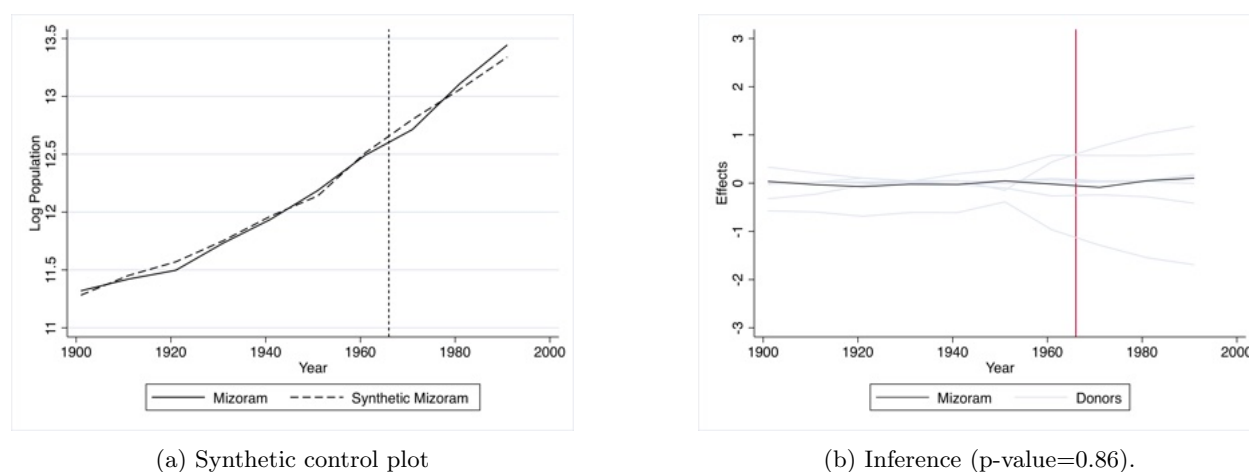 13.5
13
12.5
12
11.5
11
Log Population
1900 1920 1940 1960 1980 2000
Year
Mizoram Synthetic Mizoram
(a) Synthetic control plot
3
2
1
0
-1
-2
-3
Effects
1900 1920 1940 1960 1980 2000
Year
Mizoram Donors
(b) Inference (p-value=0.86).